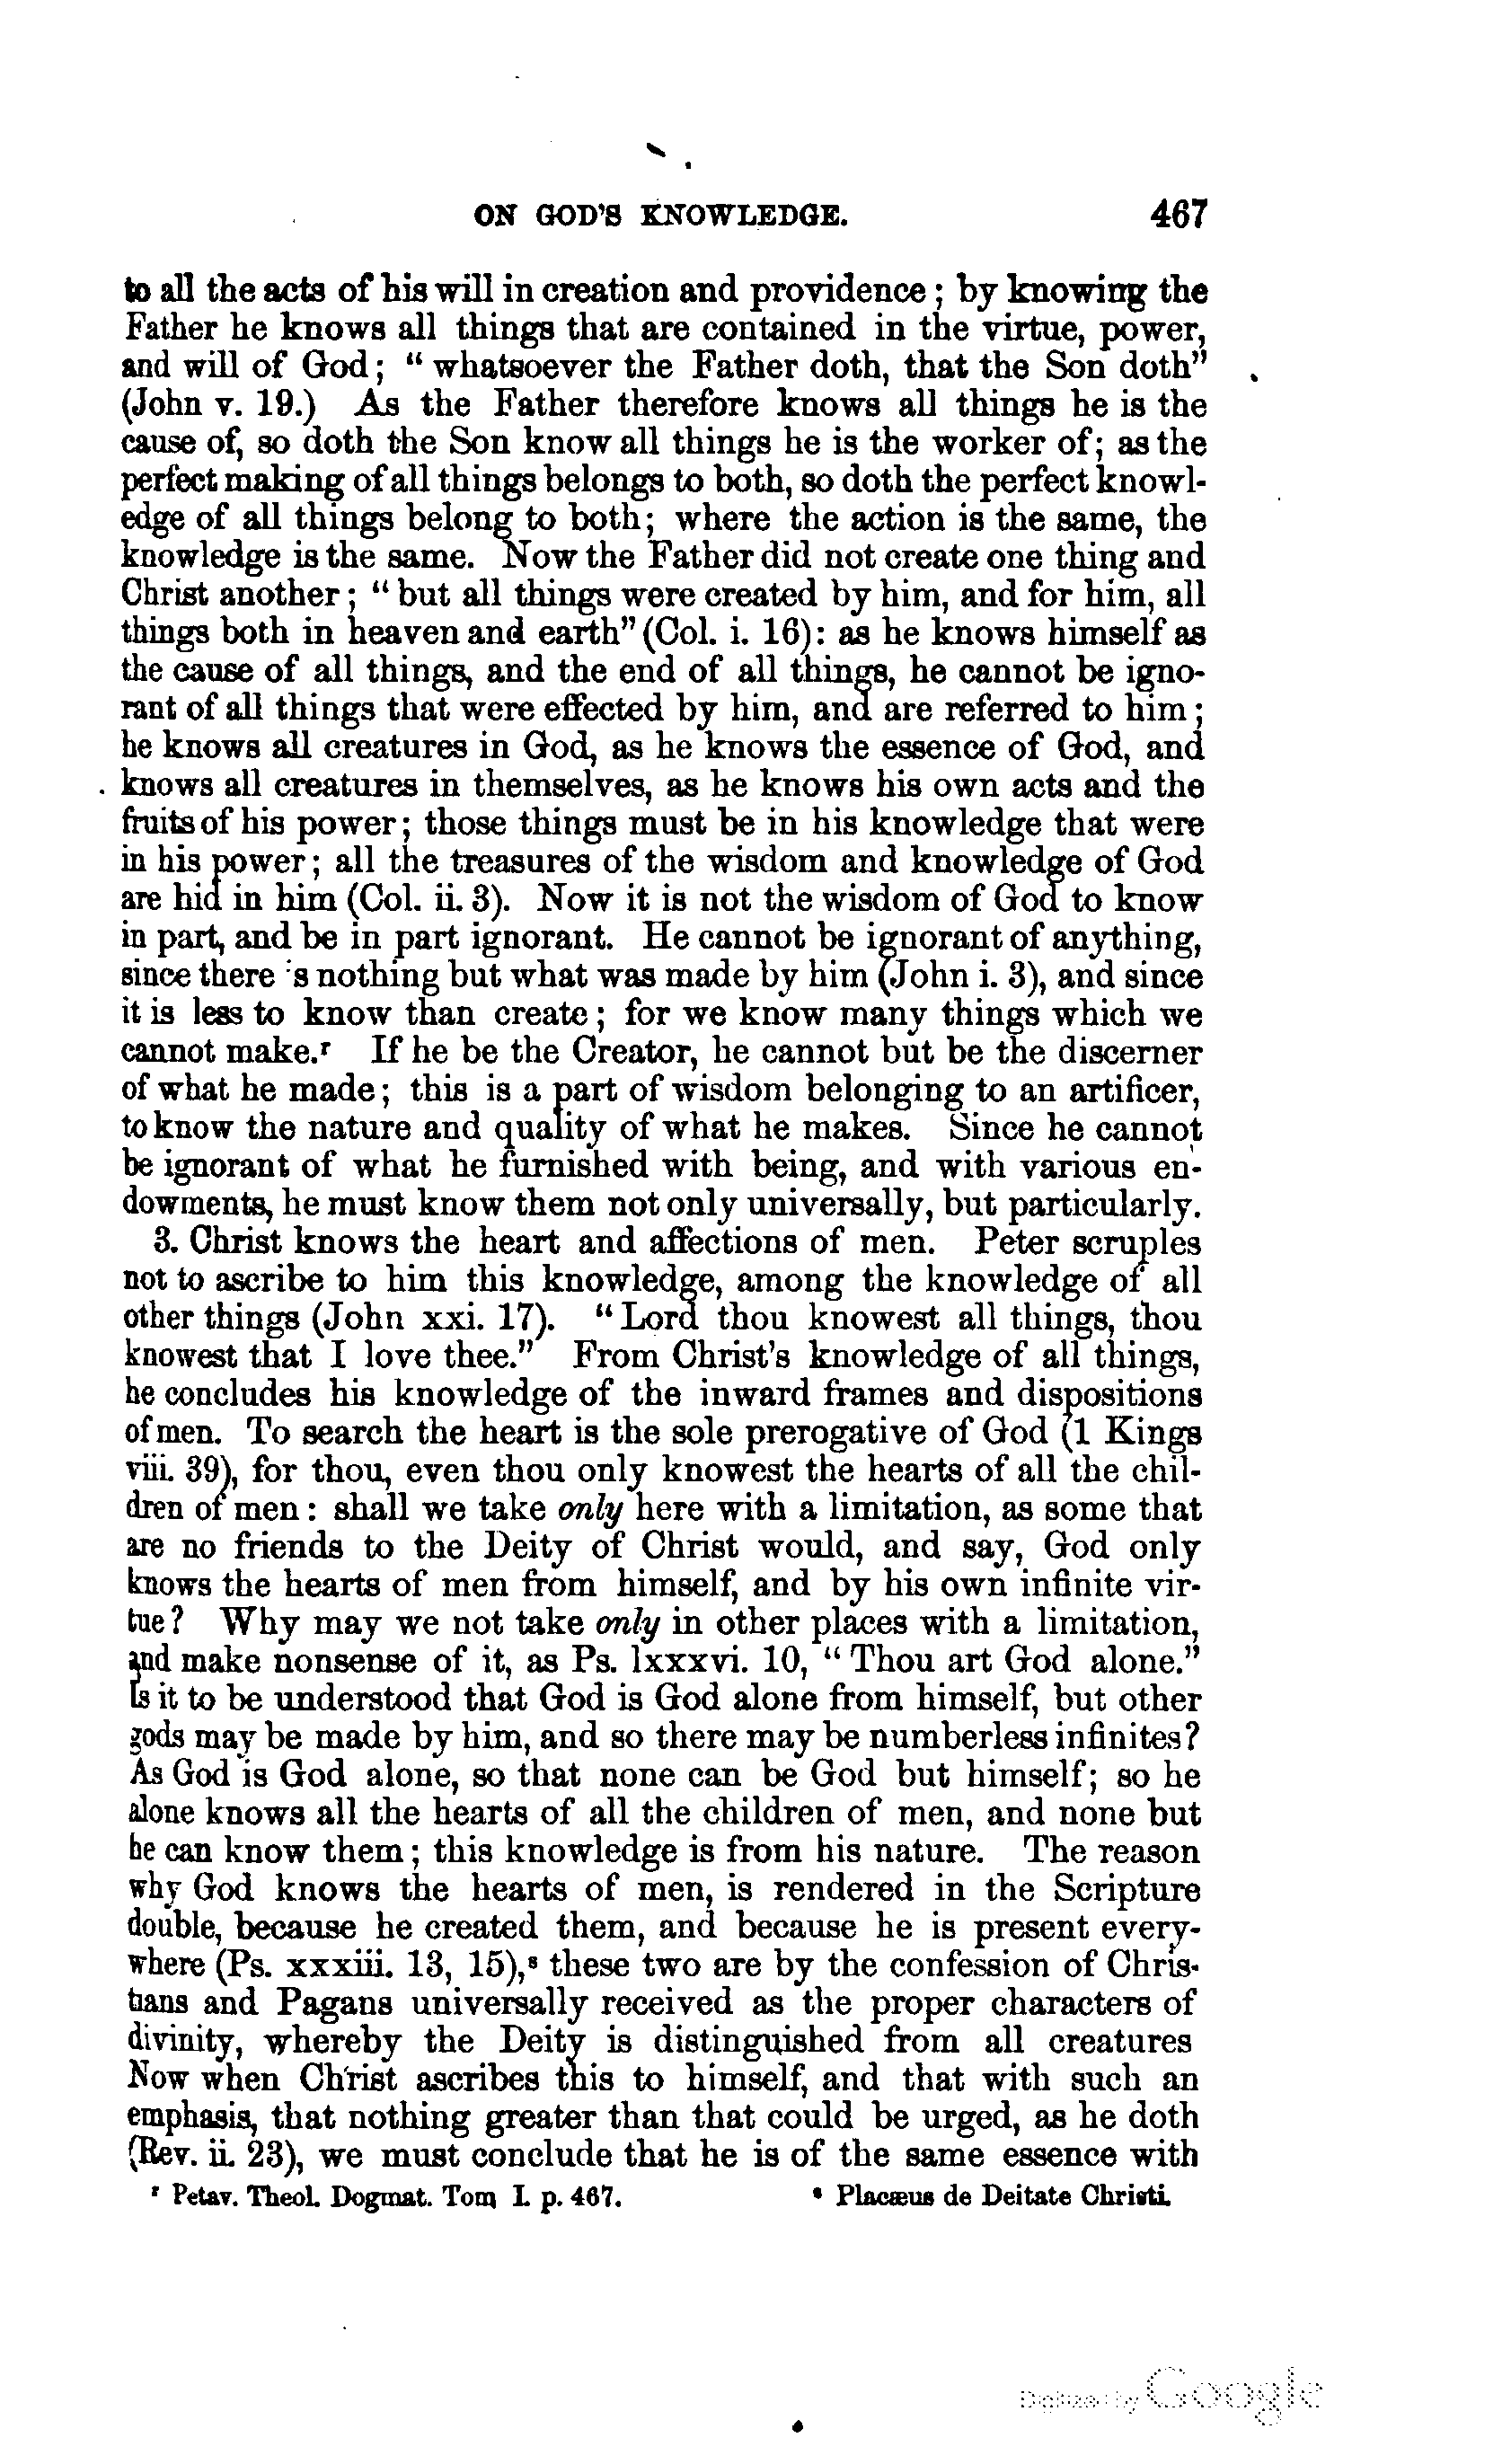 ON GOD'S KNOWLEDGE. 467
to all the acts of his will in creation and providence; by knowing the
Father he knows all things that are contained in the virtue, power,
and will of God; "whatsoever the Father doth, that the Son doth"
(John v. 19.) As the Father therefore knows all things he is the
cause of, so doth the Son know all things he is the worker of; as the
perfect making of all things belongs to both, so doth the perfect knowl-
edge of all things belong to both; where the action is the same, the
knowledge is the same. Now the Father did not create one thing and
Christ another; "but all things were created by him, and for him, all
things both in heaven and earth" (Col. i. 16): as he knows himself as
the cause of all things, and the end of all things, he cannot be igno-
rant of all things that were effected by him, and are referred to him;
he knows all creatures in God, as he knows the essence of God, and
knows all creatures in themselves, as he knows his own acts and the
fruits of his power; those things must be in his knowledge that were
in his power; all the treasures of the wisdom and knowledge of God
are hid in him (Col. ii. 3). Now it is not the wisdom of God to know
in part, and be in part ignorant. He cannot be ignorant of anything,
since there 's nothing but what was made by him (John i. 3), and since
it is less to know than create; for we know many things which we
cannot make.r If he be the Creator, he cannot but be the discerner
of what he made; this is a part of wisdom belonging to an artificer,
to know the nature and quality of what he makes. Since he cannot
be ignorant of what he furnished with being, and with various en-
dowments, he must know them not only universally, but particularly.
3. Christ knows the heart and affections of men. Peter scruples
not to ascribe to him this knowledge, among the knowledge of all
other things (John xxi. 17). "Lord thou knowest all things, thou
knowest that I love thee." From Christ's knowledge of all things,
he concludes his knowledge of the inward frames and dispositions
of men. To search the heart is the sole prerogative of God (1 Kings
viii. 39), for thou, even thou only knowest the hearts of all the chil-
dren of men: shall we take only here with a limitation, as some that
are no friends to the Deity of Christ would, and say, God only
knows the hearts of men from himself, and by his own infinite vir-
tue? Why may we not take only in other places with a limitation,
and make nonsense of it, as Ps. lxxxvi. 10, "Thou art God alone."
Is it to be understood that God is God alone from himself, but other
gods may be made by him, and so there may be numberless infinites?
As God is God alone, so that none can be God but himself; so he
alone knows all the hearts of all the children of men, and none but
he can know them; this knowledge is from his nature. The reason
why God knows the hearts of men, is rendered in the Scripture
double, because he created them, and because he is present every-
where (Ps. xxxiii. 13, 15),s these two are by the confession of Chris-
tians and Pagans universally received as the proper characters of
divinity, whereby the Deity is distinguished from all creatures
Now when Christ ascribes this to himself, and that with such an
emphasis, that nothing greater than that could be urged, as he doth
(Rev. ii. 23), we must conclude that he is of the same essence with
r Petav. Theol. Dogmat. Tom I. p. 467. s Placæus de Deitate Christi.
Digitized by Google